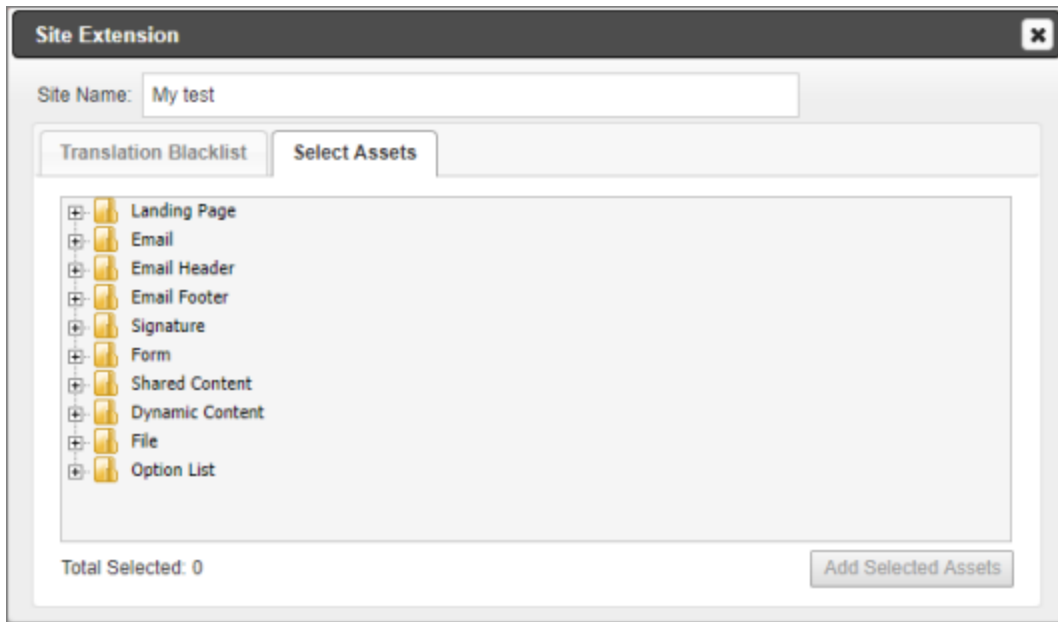 Site Extension
Site Name: My test
Translation Blacklist Select Assets
Landing Page
Email
Email Header
Email Footer
Signature
Form
Shared Content
Dynamic Content
File
Option List
Total Selected: 0 Add Selected Assets